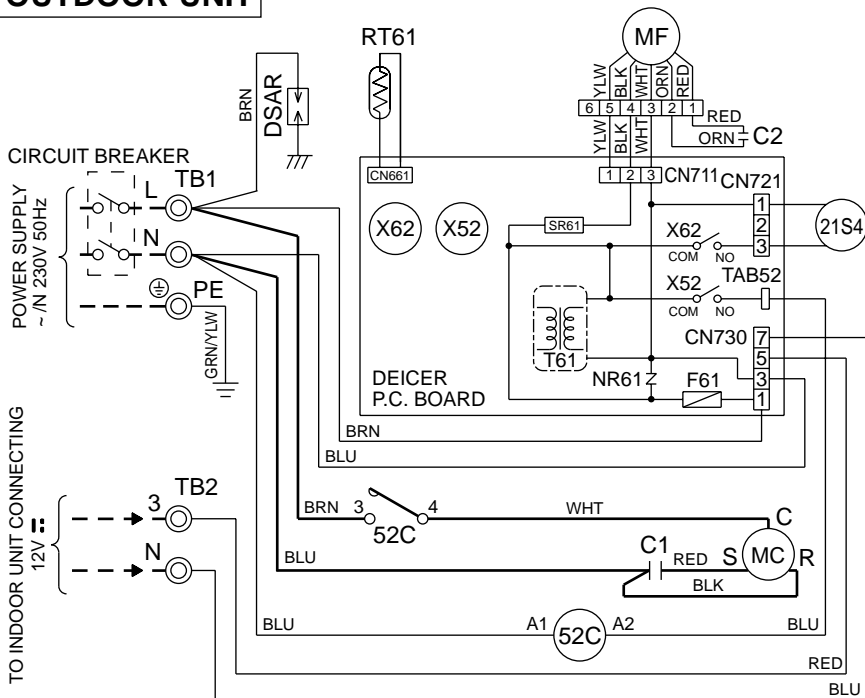 OUTDOOR UNIT
RT61
MF
YLW
BLK
WHT
ORN
RED
BRN
DSAR
6 5 4 3 2 1
RED
YLW
BLK
WHT
ORN
C2
CIRCUIT BREAKER
TB1
L
CN661
1 2 3
CN711
CN721
1
2
3
X62
X52
SR61
X62
COM
NO
21S4
POWER SUPPLY
~ /N 230V 50Hz
N
X52
COM
NO
TAB52
PE
T61
CN730
7
5
3
1
GRN/YLW
NR61
F61
DEICER
P.C. BOARD
BRN
BLU
TO INDOOR UNIT CONNECTING
12V
TB2
3
BRN
3
4
52C
WHT
C
N
BLU
C1
RED
S
MC
R
BLK
BLU
A1
52C
A2
BLU
RED
BLU